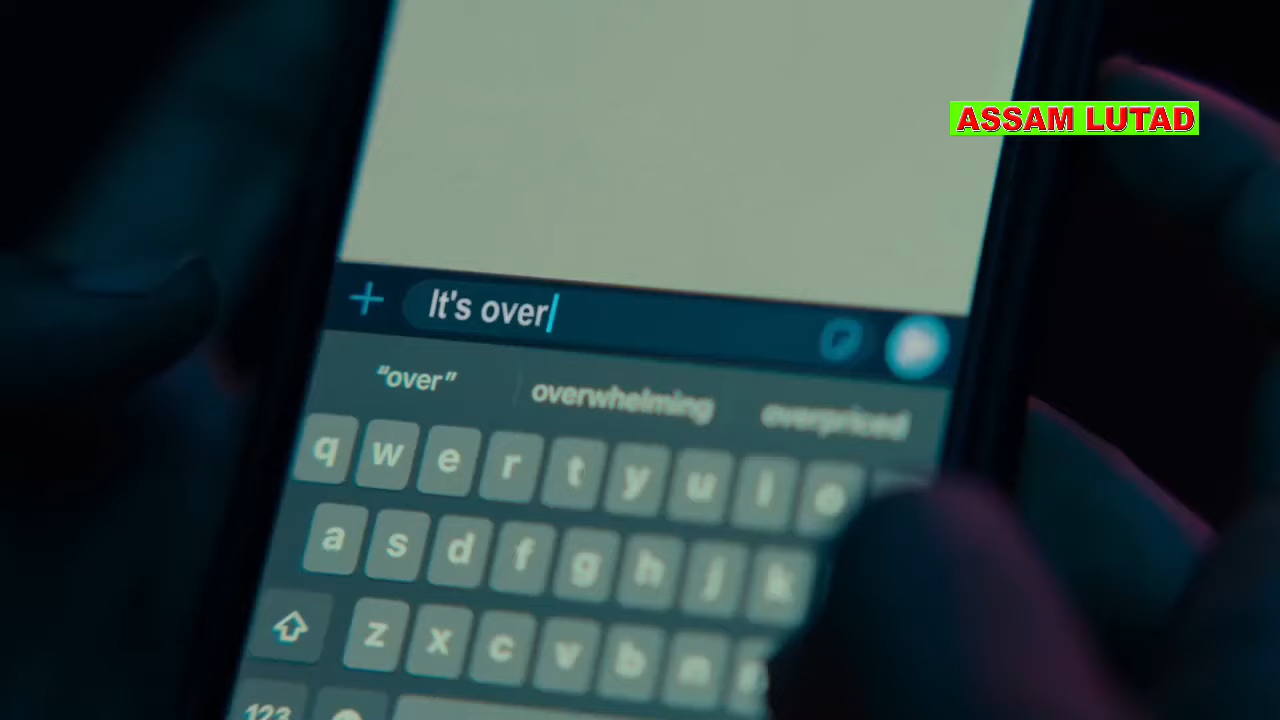 ASSAM LUTAD
It's over
“over” overwhelming overpriced
q w e r t y u i o
a s d f g h j k
z x c v b n
123